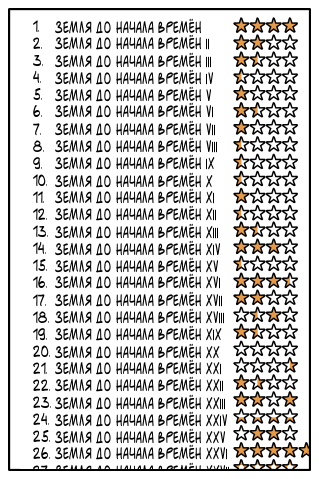 1. ЗЕМЛЯ ДО НАЧАЛА ВРЕМЁН
2. ЗЕМЛЯ ДО НАЧАЛА ВРЕМЁН II
3. ЗЕМЛЯ ДО НАЧАЛА ВРЕМЁН III
4. ЗЕМЛЯ ДО НАЧАЛА ВРЕМЁН IV
5. ЗЕМЛЯ ДО НАЧАЛА ВРЕМЁН V
6. ЗЕМЛЯ ДО НАЧАЛА ВРЕМЁН VI
7. ЗЕМЛЯ ДО НАЧАЛА ВРЕМЁН VII
8. ЗЕМЛЯ ДО НАЧАЛА ВРЕМЁН VIII
9. ЗЕМЛЯ ДО НАЧАЛА ВРЕМЁН IX
10. ЗЕМЛЯ ДО НАЧАЛА ВРЕМЁН X
11. ЗЕМЛЯ ДО НАЧАЛА ВРЕМЁН XI
12. ЗЕМЛЯ ДО НАЧАЛА ВРЕМЁН XII
13. ЗЕМЛЯ ДО НАЧАЛА ВРЕМЁН XIII
14. ЗЕМЛЯ ДО НАЧАЛА ВРЕМЁН XIV
15. ЗЕМЛЯ ДО НАЧАЛА ВРЕМЁН XV
16. ЗЕМЛЯ ДО НАЧАЛА ВРЕМЁН XVI
17. ЗЕМЛЯ ДО НАЧАЛА ВРЕМЁН XVII
18. ЗЕМЛЯ ДО НАЧАЛА ВРЕМЁН XVIII
19. ЗЕМЛЯ ДО НАЧАЛА ВРЕМЁН XIX
20. ЗЕМЛЯ ДО НАЧАЛА ВРЕМЁН XX
21. ЗЕМЛЯ ДО НАЧАЛА ВРЕМЁН XXI
22. ЗЕМЛЯ ДО НАЧАЛА ВРЕМЁН XXII
23. ЗЕМЛЯ ДО НАЧАЛА ВРЕМЁН XXIII
24. ЗЕМЛЯ ДО НАЧАЛА ВРЕМЁН XXIV
25. ЗЕМЛЯ ДО НАЧАЛА ВРЕМЁН XXV
26. ЗЕМЛЯ ДО НАЧАЛА ВРЕМЁН XXVI